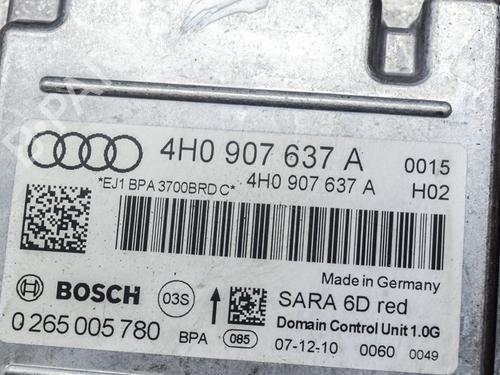 4H0 907 637 A 0015
*EJ1 BPA 3700BRD C* 4H0 907 637 A H02
Made in Germany
BOSCH 03S SARA 6D red
Domain Control Unit 1.0G
0 265 005 780 BPA 085 07-12-10 0060 0049